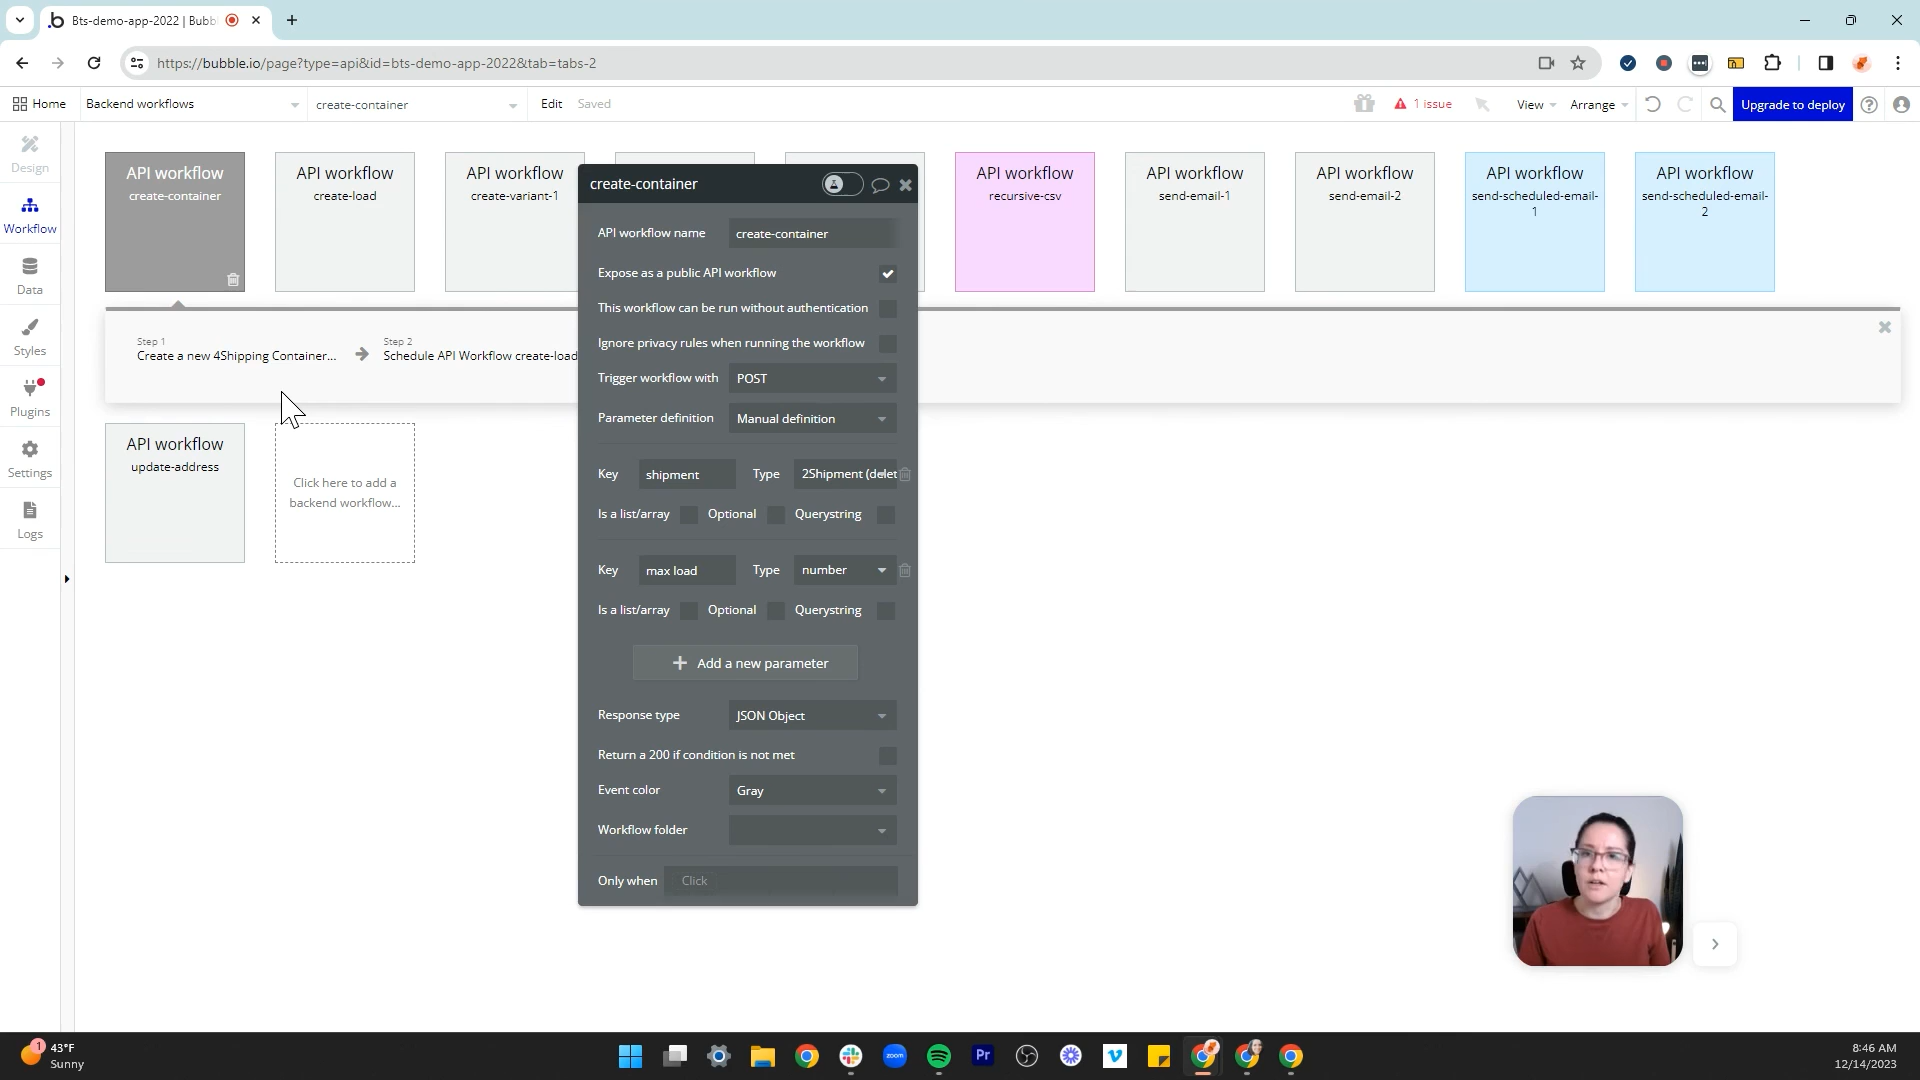 Bts-demo-app-2022 | Bubb
https://bubble.io/page?type=api&id=bts-demo-app-2022&tab=tabs-2
Home
Backend workflows
create-container
Edit
Saved
1 issue
View
Arrange
Upgrade to deploy
Design
Workflow
Data
Styles
Plugins
Settings
Logs
API workflow
create-container
API workflow
create-load
API workflow
create-variant-1
API workflow
recursive-csv
API workflow
send-email-1
API workflow
send-email-2
API workflow
send-scheduled-email-
1
API workflow
send-scheduled-email-
2
Step 1
Create a new 4Shipping Container...
Step 2
Schedule API Workflow create-load
API workflow
update-address
Click here to add a
backend workflow...
create-container
API workflow name
create-container
Expose as a public API workflow
This workflow can be run without authentication
Ignore privacy rules when running the workflow
Trigger workflow with
POST
Parameter definition
Manual definition
Key
shipment
Type
2Shipment (delet
Is a list/array
Optional
Querystring
Key
max load
Type
number
Is a list/array
Optional
Querystring
Add a new parameter
Response type
JSON Object
Return a 200 if condition is not met
Event color
Gray
Workflow folder
Only when
Click
1
43°F
Sunny
zoom
Pr
8:46 AM
12/14/2023